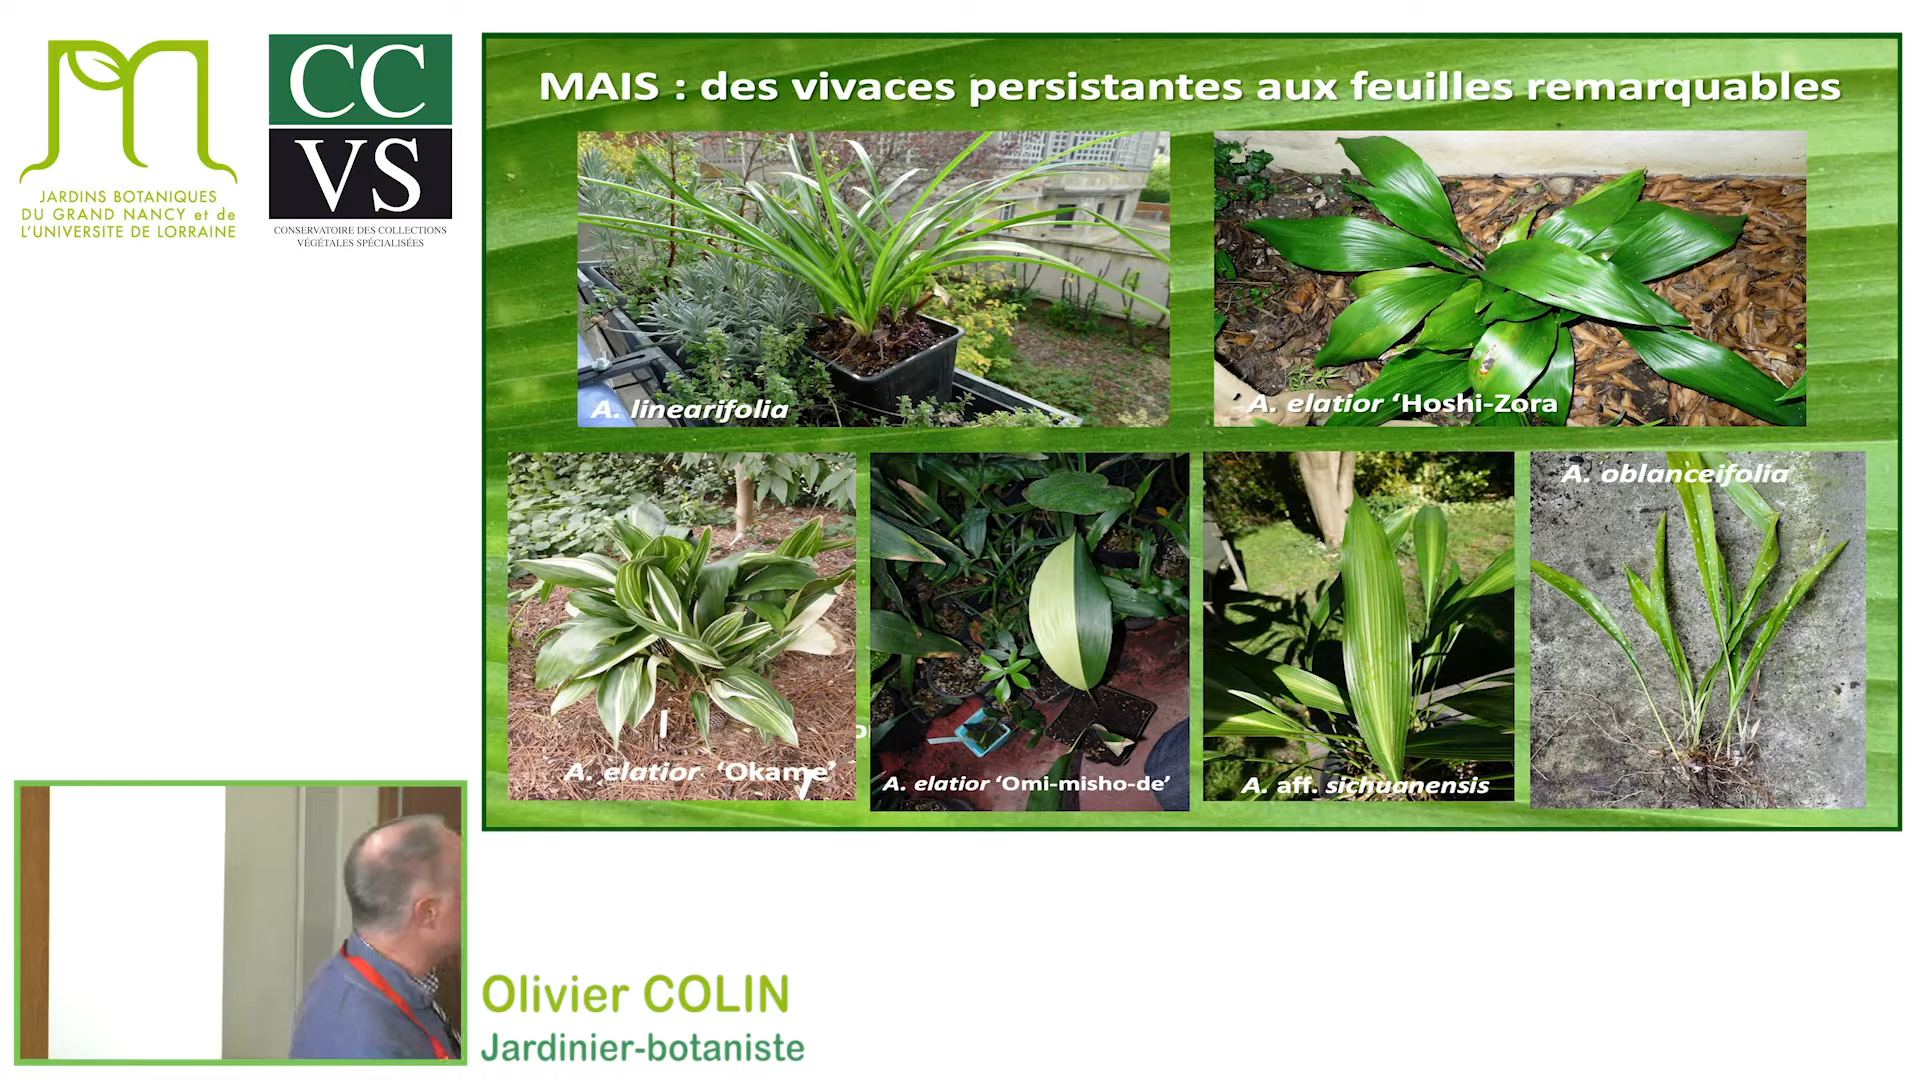 JARDINS BOTANIQUES
DU GRAND NANCY et de
L'UNIVERSITE DE LORRAINE
CC
VS
CONSERVATOIRE DES COLLECTIONS
VÉGÉTALES SPÉCIALISÉES
MAIS : des vivaces persistantes aux feuilles remarquables
A. linearifolia
A. elatior ‘Hoshi-Zora
A. elatior ‘Okame’
A. elatior ‘Omi-misho-de’
A. aff. sichuanensis
A. oblanceifolia
Olivier COLIN
Jardinier-botaniste